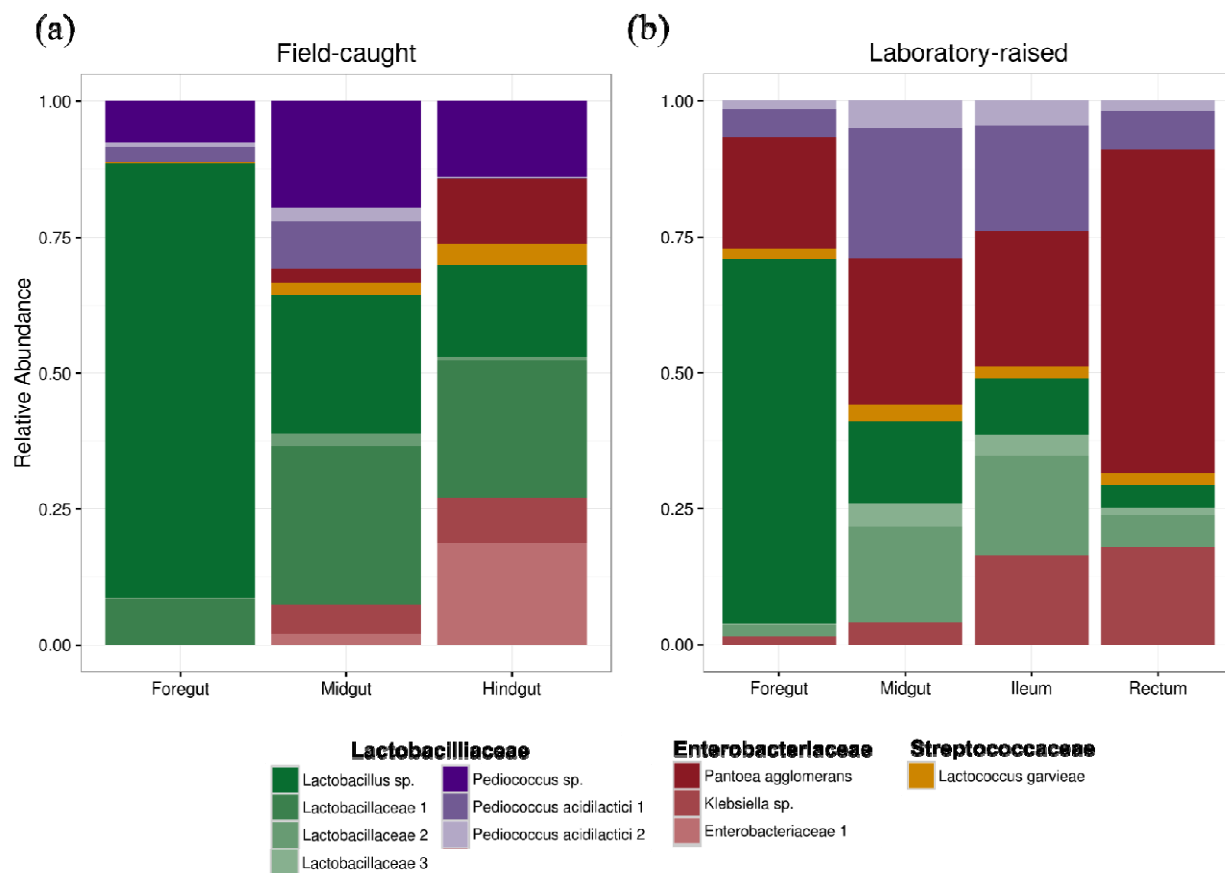 (a)
Field-caught
(b)
Laboratory-raised
Relative Abundance
1.00
0.75
0.50
0.25
0.00
Foregut
Midgut
Hindgut
1.00
0.75
0.50
0.25
0.00
Foregut
Midgut
Ileum
Rectum
Lactobacilliaceae
Lactobacillus sp.
Lactobacillaceae 1
Lactobacillaceae 2
Lactobacillaceae 3
Pediococcus sp.
Pediococcus acidilactici 1
Pediococcus acidilactici 2
Enterobacteriaceae
Pantoea agglomerans
Klebsiella sp.
Enterobacteriaceae 1
Streptococcaceae
Lactococcus garvieae